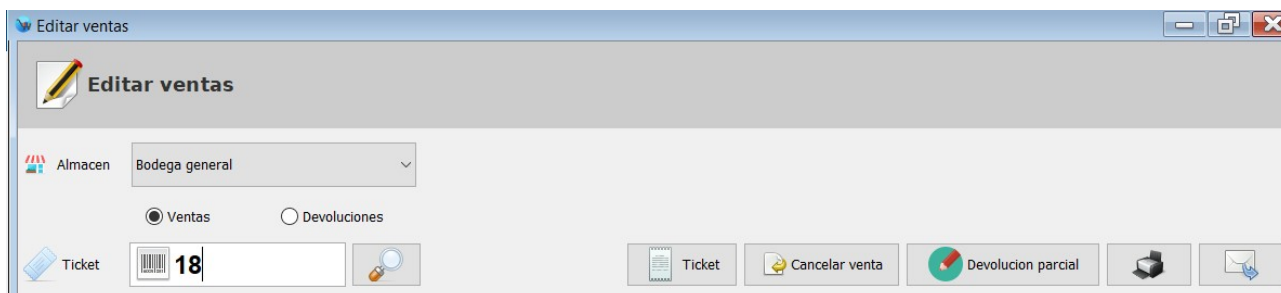 Editar ventas
Editar ventas
Almacen Bodega general
Ventas Devoluciones
Ticket 18 Ticket Cancelar venta Devolucion parcial